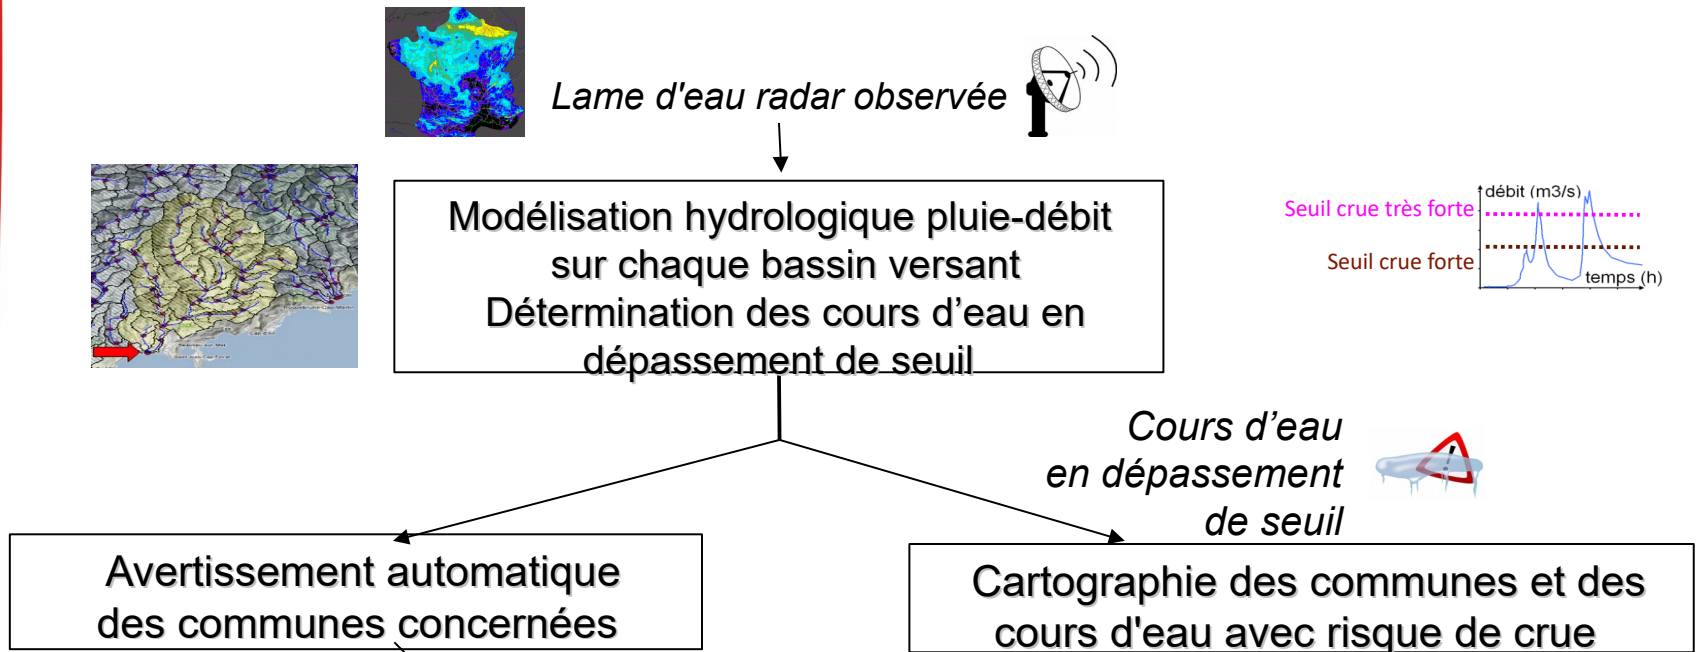 Lame d'eau radar observée
Modélisation hydrologique pluie-débit
sur chaque bassin versant
Détermination des cours d’eau en
dépassement de seuil
débit (m3/s)
Seuil crue très forte
Seuil crue forte
temps (h)
Cours d’eau
en dépassement
de seuil
Avertissement automatique
des communes concernées
Cartographie des communes et des
cours d'eau avec risque de crue